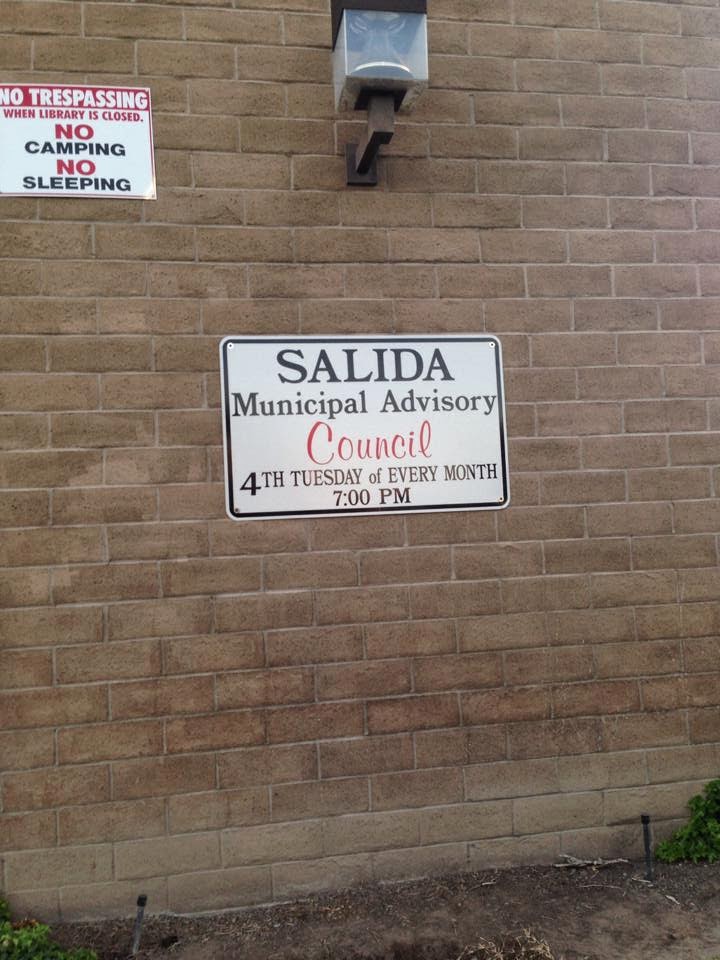 NO TRESPASSING
WHEN LIBRARY IS CLOSED.
NO
CAMPING
NO
SLEEPING
SALIDA
Municipal Advisory
Council
4TH TUESDAY of EVERY MONTH
7:00 PM